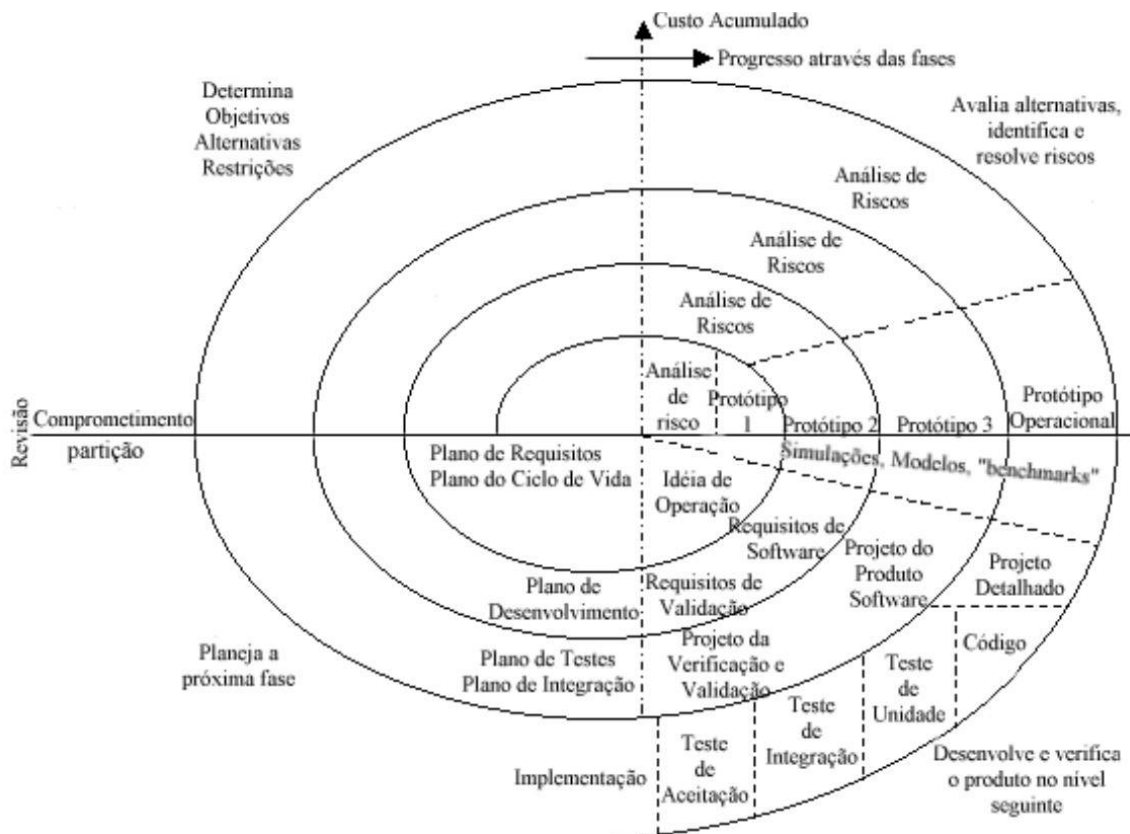 Custo Acumulado
Progresso através das fases
Determina
Objetivos
Alternativas
Restrições
Avalia alternativas,
identifica e
resolve riscos
Análise de
Riscos
Análise de
Riscos
Análise de
Riscos
Análise
de
risco
Protótipo
1
Protótipo 2
Protótipo 3
Protótipo
Operacional
Revisão
Comprometimento
partição
Simulações, Modelos, "benchmarks"
Plano de Requisitos
Plano do Ciclo de Vida
Idéia de
Operação
Requisitos de
Software
Projeto do
Produto
Software
Projeto
Detalhado
Plano de
Desenvolvimento
Requisitos de
Validação
Código
Planeja a
próxima fase
Plano de Testes
Plano de Integração
Projeto da
Verificação e
Validação
Teste
de
Unidade
Teste
de
Integração
Teste
de
Aceitação
Implementação
Desenvolve e verifica
o produto no nível
seguinte